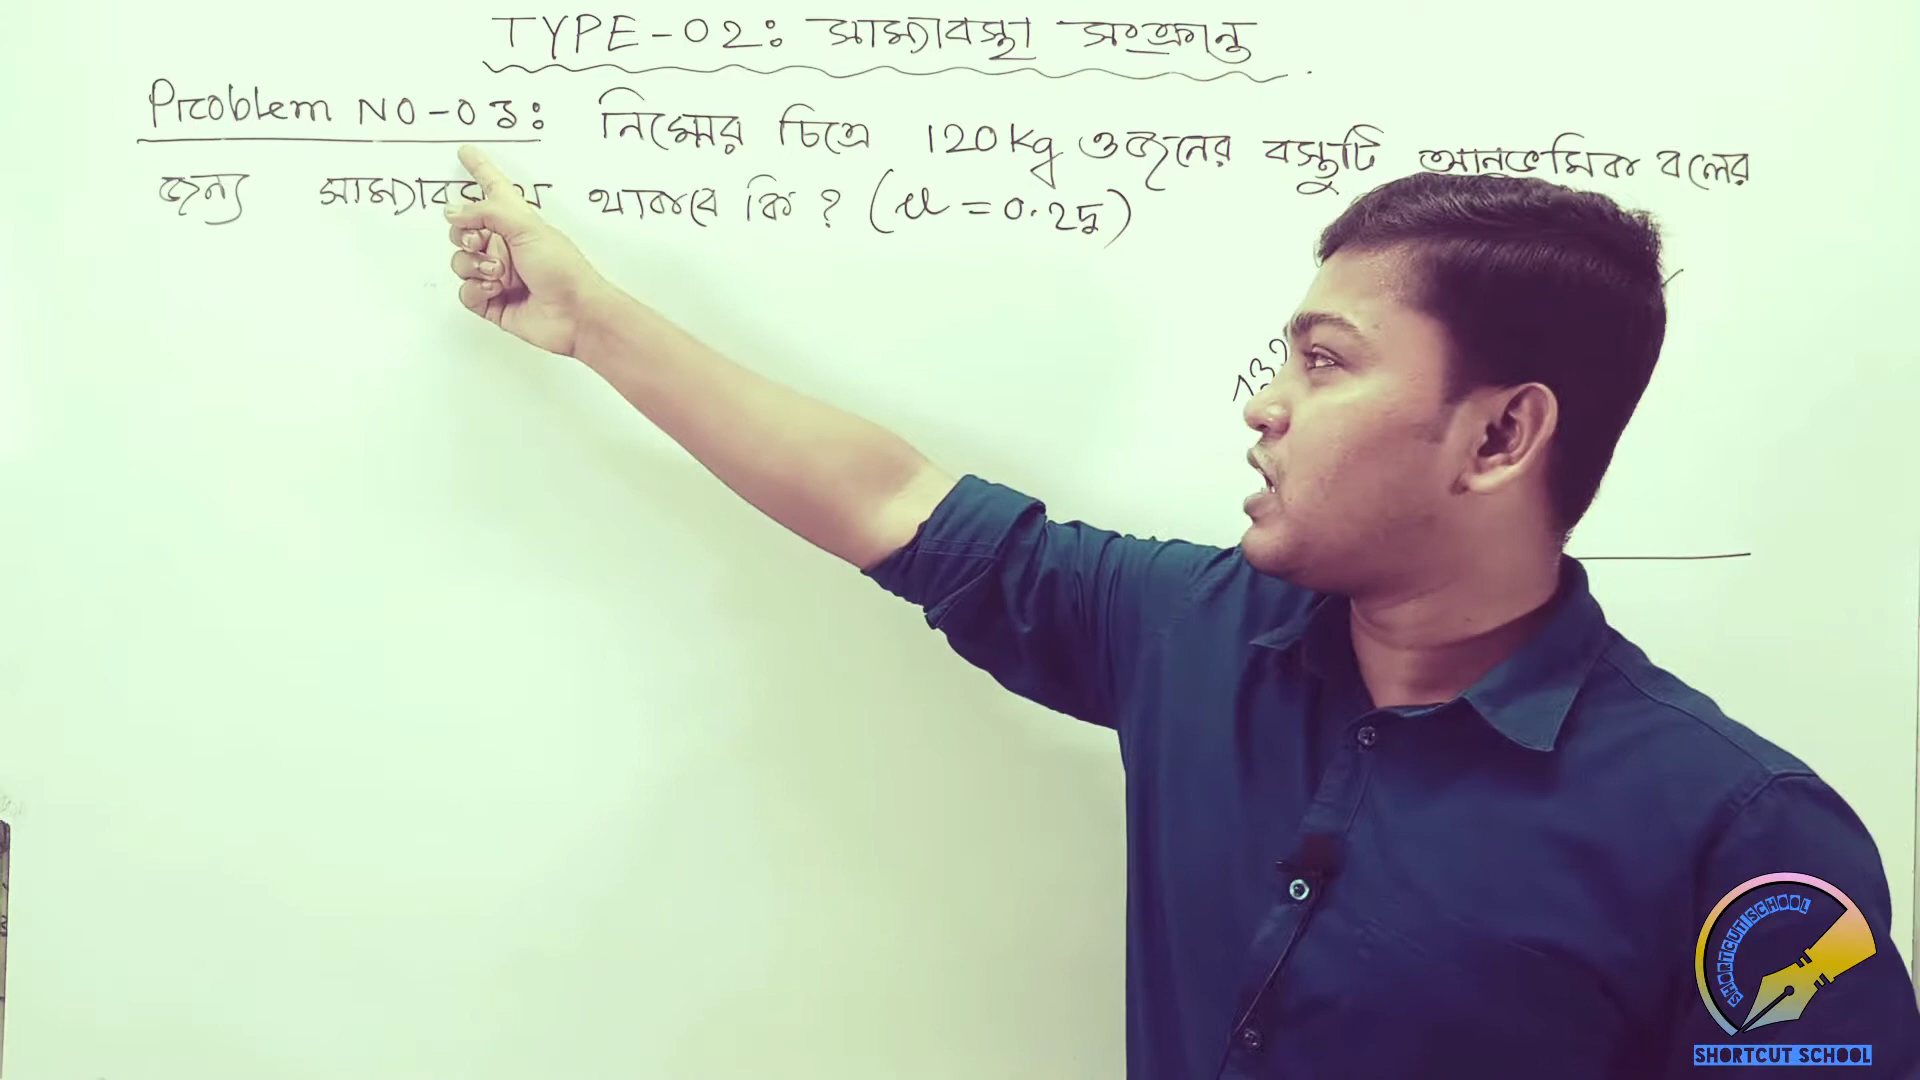 TYPE-02: সাম্যাবস্থা সংক্রান্ত
Problem NO-03: নিম্মের চিত্রে 120kg ওজনের বস্তুটি আনুভূমিক বলের
জন্য থাকবে কি? (μ = 0.25)
SHORTCUT SCHOOL
SHORTCUT SCHOOL